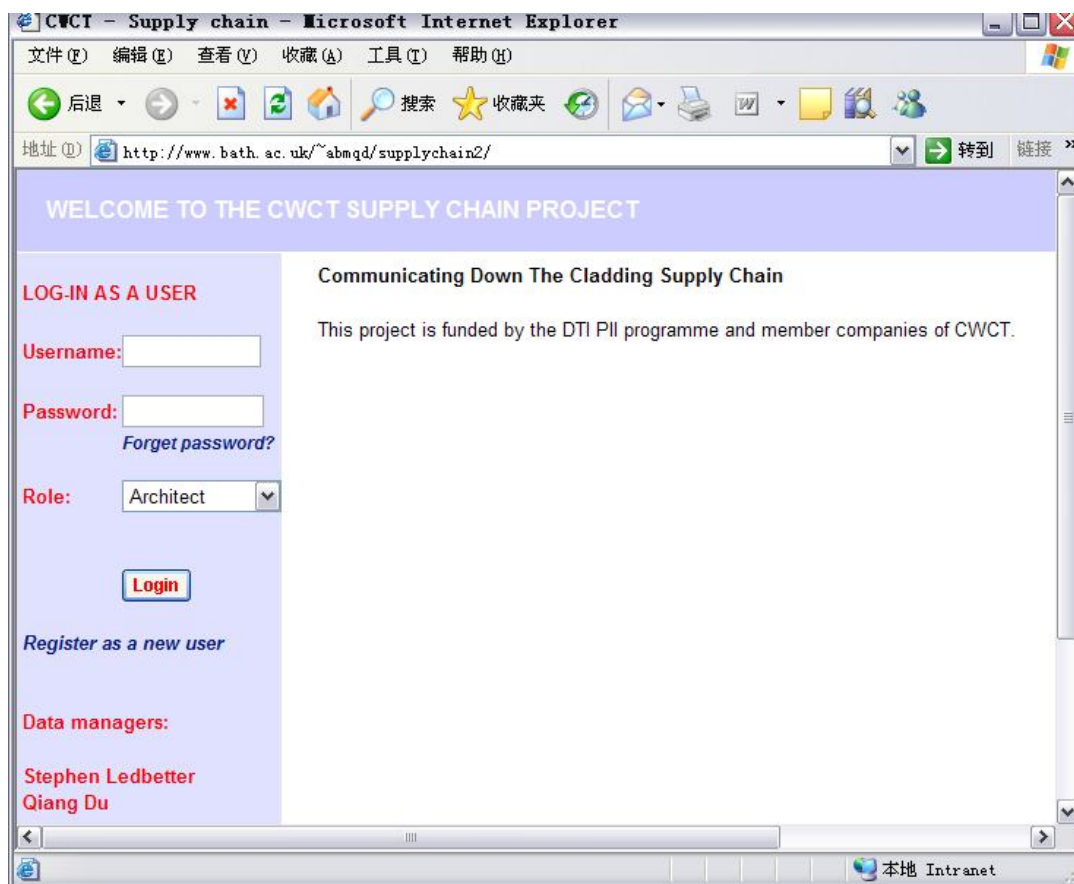 CWCT - Supply chain - Microsoft Internet Explorer
文件(F) 编辑(E) 查看(V) 收藏(A) 工具(T) 帮助(H)
后退 搜索 收藏夹
地址(D) http://www.bath.ac.uk/~abmqd/supplychain2/ 转到 链接 »
WELCOME TO THE CWCT SUPPLY CHAIN PROJECT
LOG-IN AS A USER
Username:
Password:
Forget password?
Role: Architect
Login
Register as a new user
Data managers:
Stephen Ledbetter
Qiang Du
Communicating Down The Cladding Supply Chain
This project is funded by the DTI PII programme and member companies of CWCT.
本地 Intranet